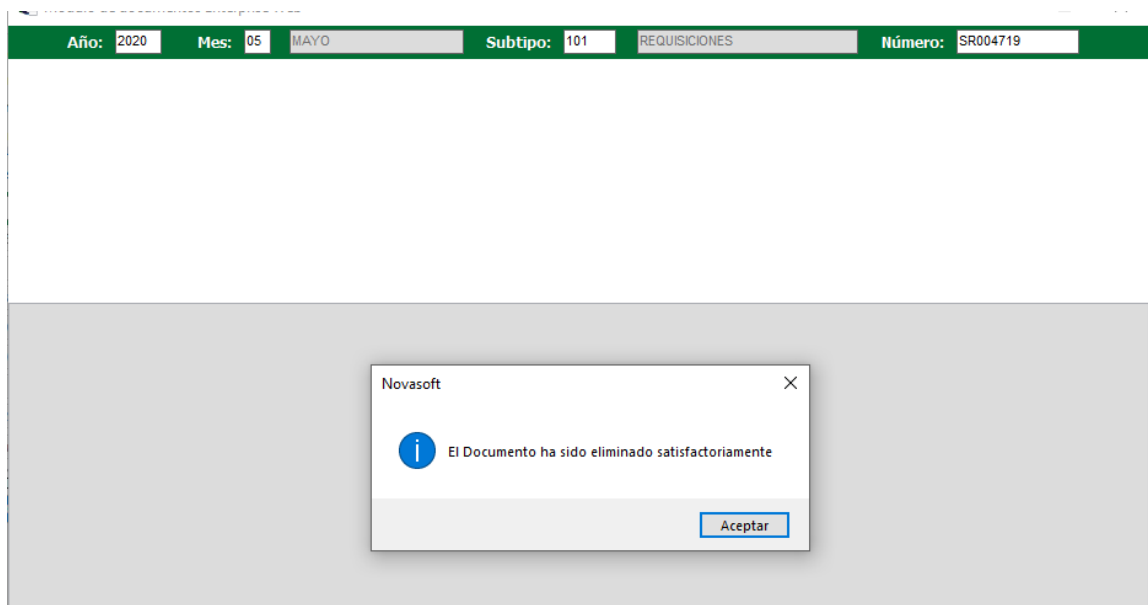 Año: 2020 Mes: 05 MAYO Subtipo: 101 REQUISICIONES Número: SR004719
Novasoft
El Documento ha sido eliminado satisfactoriamente
Aceptar